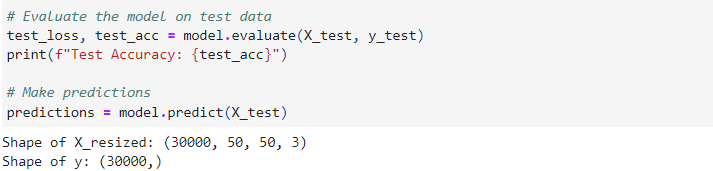 # Evaluate the model on test data
test_loss, test_acc = model.evaluate(X_test, y_test)
print(f"Test Accuracy: {test_acc}")
# Make predictions
predictions = model.predict(X_test)
Shape of X_resized: (30000, 50, 50, 3)
Shape of y: (30000,)